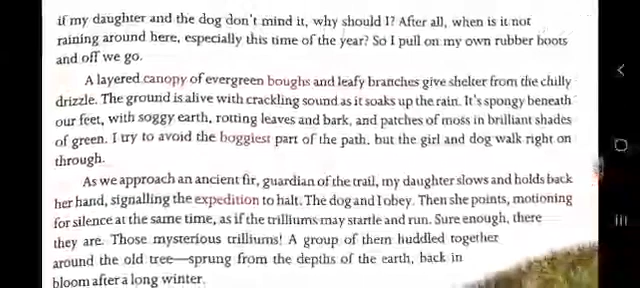 if my daughter and the dog don't mind it, why should I? After all, when is it not
raining around here, especially this time of the year? So I pull on my own rubber boots
and off we go.
A layered canopy of evergreen boughs and leafy branches give shelter from the chilly
drizzle. The ground is alive with crackling sound as it soaks up the rain. It's spongy beneath
our feet, with soggy earth, rotting leaves and bark, and patches of moss in brilliant shades
of green. I try to avoid the boggiest part of the path, but the girl and dog walk right on
through.
As we approach an ancient fir, guardian of the trail, my daughter slows and holds back
her hand, signalling the expedition to halt. The dog and I obey. Then she points, motioning
for silence at the same time, as if the trilliums may startle and run. Sure enough, there
they are. Those mysterious trilliums! A group of them huddled together
around the old tree—sprung from the depths of the earth, back in
bloom after a long winter.